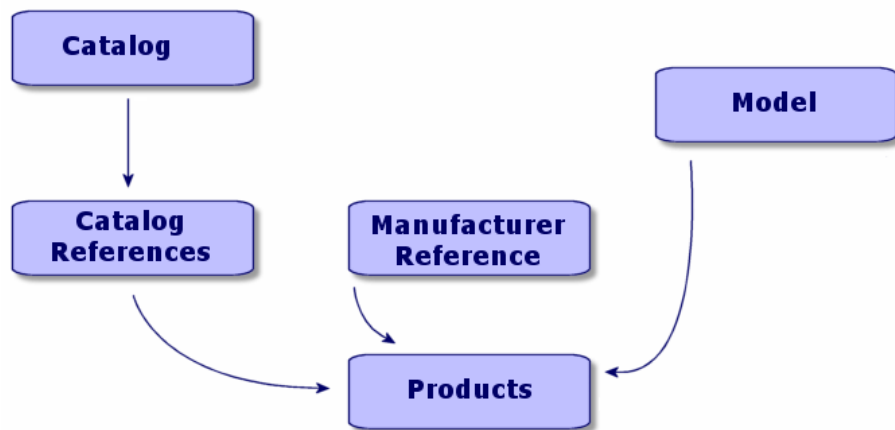 Catalog
Model
Catalog
References
Manufacturer
Reference
Products